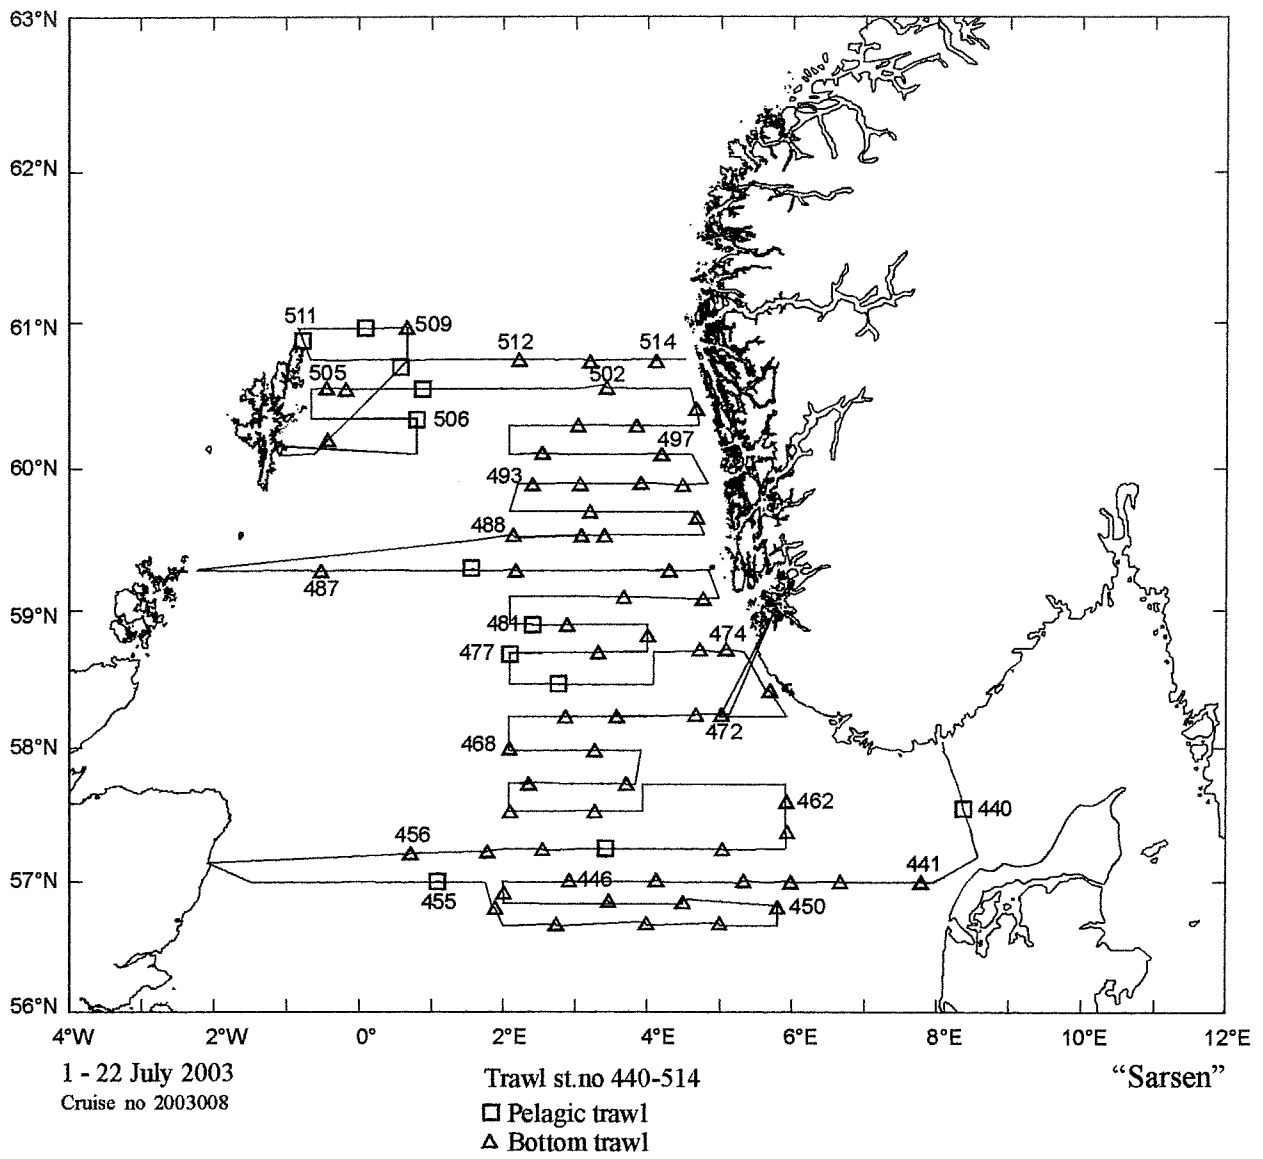 63°N
62°N
61°N
60°N
59°N
58°N
57°N
56°N
511
509
512
514
505
502
506
497
493
488
487
481
474
477
472
468
462
440
456
441
446
455
450
4°W 2°W 0° 2°E 4°E 6°E 8°E 10°E 12°E
1 - 22 July 2003
Cruise no 2003008
Trawl st.no 440-514
Pelagic trawl
Bottom trawl
“Sarsen”